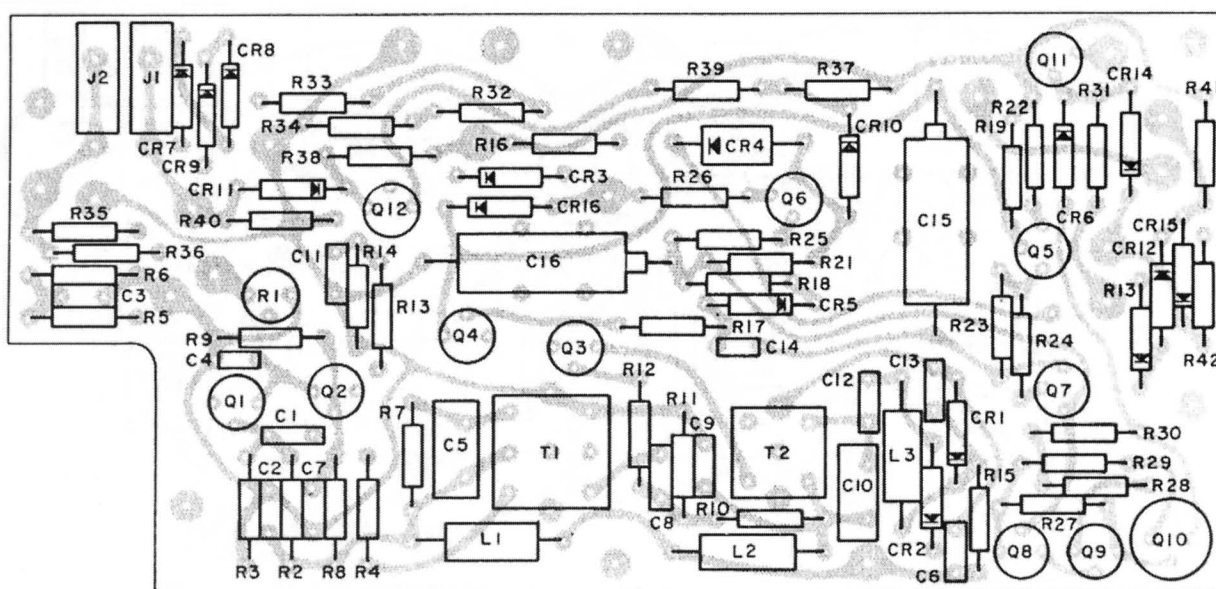 J2
J1
CR8
CR7
CR9
R33
R34
R38
CR11
R40
Q12
R32
R16
CR3
CR16
R39
R37
CR4
CR10
R26
Q6
C15
Q11
R22
R19
R31
CR14
R41
CR6
Q5
CR15
CR12
R13
R42
R35
R36
R6
C3
R5
C11
R14
R13
R1
R9
C4
Q1
Q2
C16
Q4
Q3
R25
R21
R18
CR5
R17
C14
R23
R24
Q7
C1
C2
C7
R3
R2
R8
R4
R7
C5
T1
L1
R12
R11
C9
C8
R10
T2
L2
C12
C13
C10
L3
CR1
CR2
C6
R15
R30
R29
R28
R27
Q8
Q9
Q10